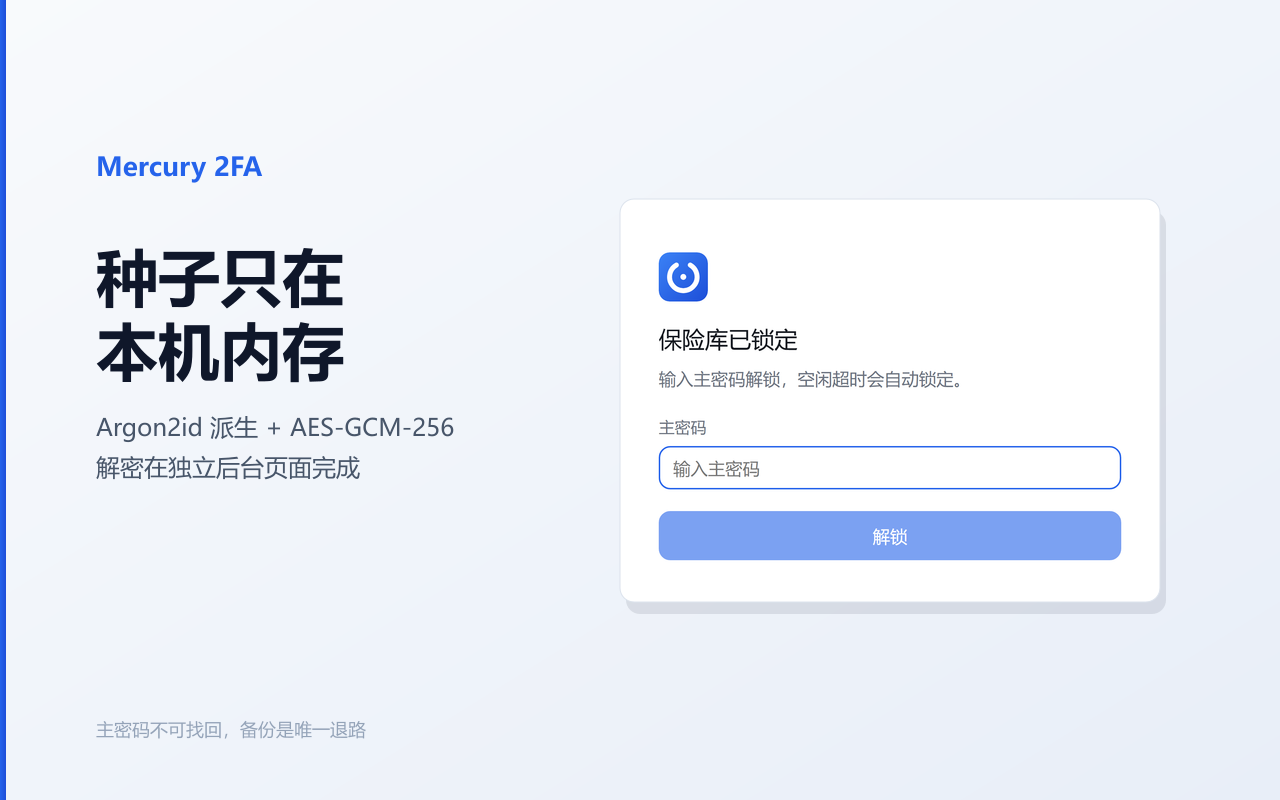 Mercury 2FA
种子只在
本机内存
Argon2id 派生 + AES-GCM-256
解密在独立后台页面完成
主密码不可找回，备份是唯一退路
保险库已锁定
输入主密码解锁，空闲超时会自动锁定。
主密码
输入主密码
解锁